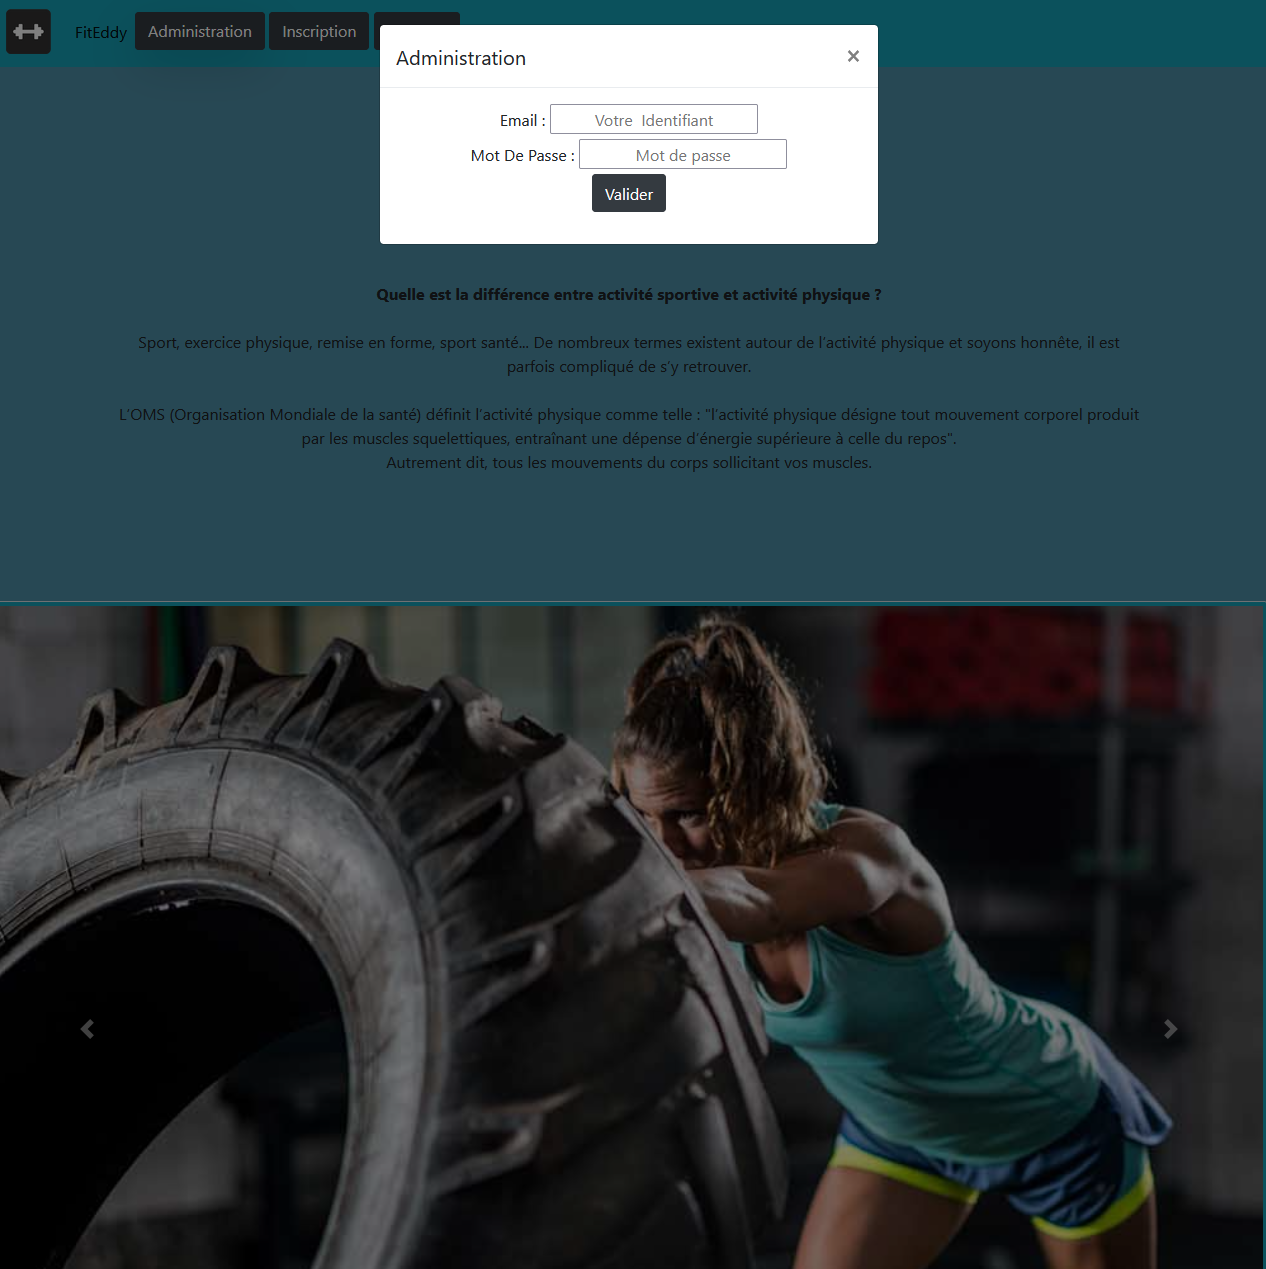 FitEddy Administration Inscription
Administration ×
Email : Votre Identifiant
Mot De Passe : Mot de passe
Valider
Quelle est la différence entre activité sportive et activité physique ?
Sport, exercice physique, remise en forme, sport santé... De nombreux termes existent autour de l’activité physique et soyons honnête, il est
parfois compliqué de s’y retrouver.
L’OMS (Organisation Mondiale de la santé) définit l’activité physique comme telle : "l’activité physique désigne tout mouvement corporel produit
par les muscles squelettiques, entraînant une dépense d’énergie supérieure à celle du repos".
Autrement dit, tous les mouvements du corps sollicitant vos muscles.